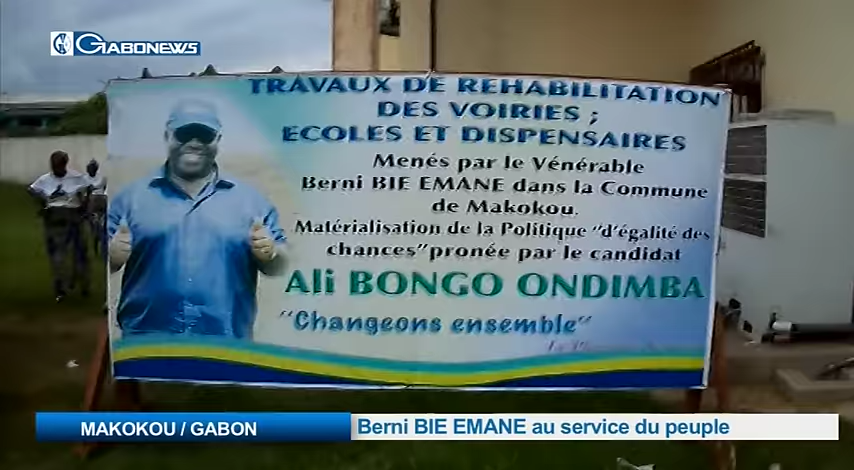 GABONEWS
TRAVAUX DE REHABILITATION
DES VOIRIES ;
ECOLES ET DISPENSAIRES
Menés par le Vénérable
Berni BIE EMANE dans la Commune
de Makokou.
Matérialisation de la Politique "d'égalité des
chances" pronée par le candidat
Ali BONGO ONDIMBA
"Changeons ensemble"
MAKOKOU / GABON
Berni BIE EMANE au service du peuple